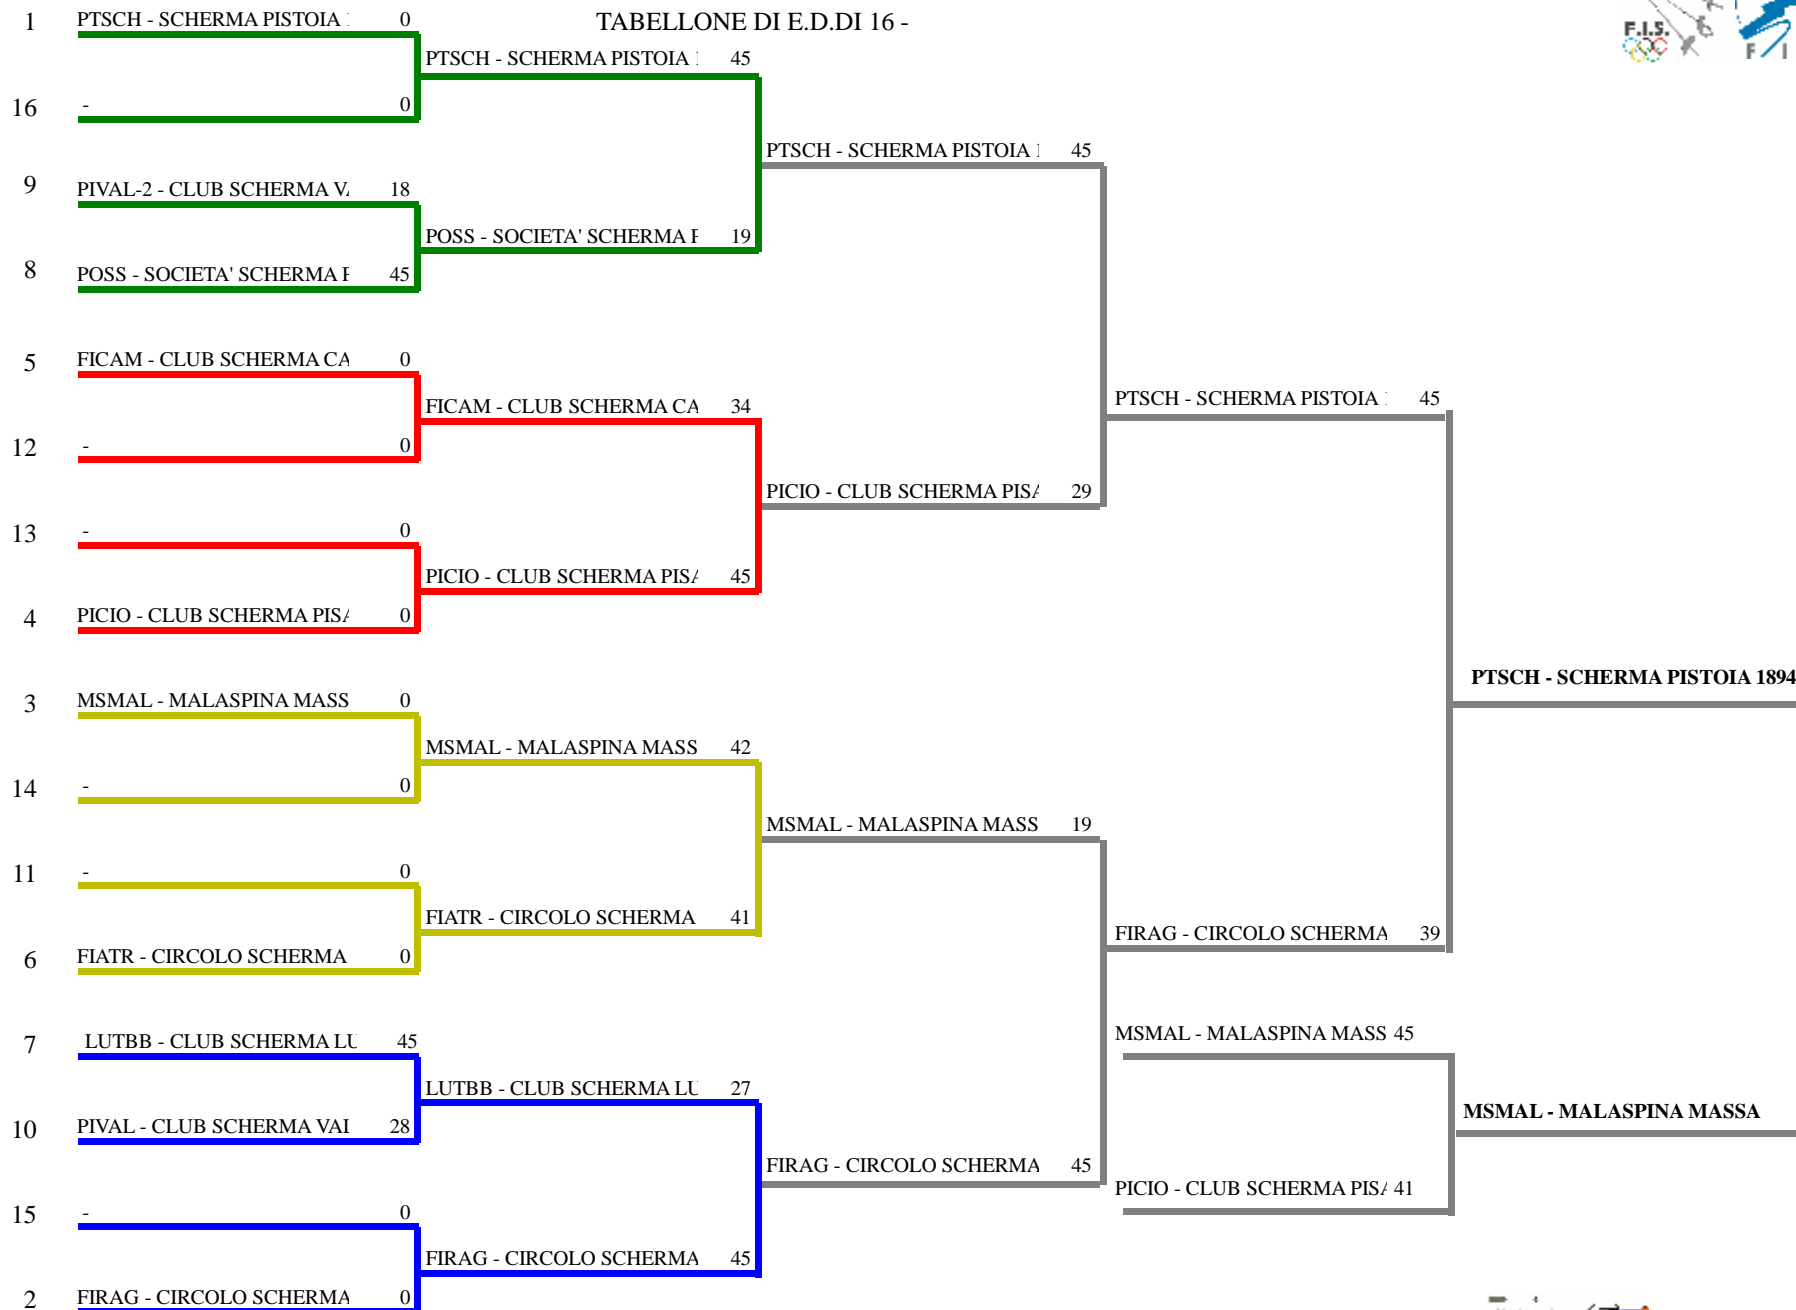 TABELLONE DI E.D.DI 16 -
F.I.S.
F I
1 PTSCH - SCHERMA PISTOIA 0
16 - 0
9 PIVAL-2 - CLUB SCHERMA 18
8 POSS - SOCIETA' SCHERMA 45
5 FICAM - CLUB SCHERMA CA 0
12 - 0
13 - 0
4 PICIO - CLUB SCHERMA PISA 0
3 MSMAL - MALASPINA MASS 0
14 - 0
11 - 0
6 FIATR - CIRCOLO SCHERMA 0
7 LUTBB - CLUB SCHERMA LU 45
10 PIVAL - CLUB SCHERMA VAL 28
15 - 0
2 FIRAG - CIRCOLO SCHERMA 0
PTSCH - SCHERMA PISTOIA 1 45
POSS - SOCIETA' SCHERMA 19
FICAM - CLUB SCHERMA CA 34
PICIO - CLUB SCHERMA PISA 45
MSMAL - MALASPINA MASS 42
FIATR - CIRCOLO SCHERMA 41
LUTBB - CLUB SCHERMA LU 27
FIRAG - CIRCOLO SCHERMA 45
PTSCH - SCHERMA PISTOIA 1 45
PICIO - CLUB SCHERMA PISA 29
MSMAL - MALASPINA MASS 19
FIRAG - CIRCOLO SCHERMA 45
PTSCH - SCHERMA PISTOIA 45
FIRAG - CIRCOLO SCHERMA 39
MSMAL - MALASPINA MASS 45
PICIO - CLUB SCHERMA PISA 41
PTSCH - SCHERMA PISTOIA 1894
MSMAL - MALASPINA MASSA